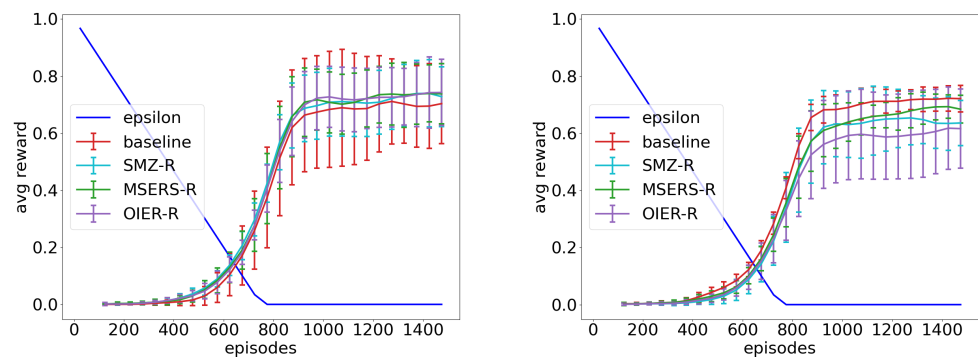 1.0
0.8
0.6
0.4
0.2
0.0
avg reward
epsilon
baseline
SMZ-R
MSERS-R
OIER-R
0 200 400 600 800 1000 1200 1400
episodes
1.0
0.8
0.6
0.4
0.2
0.0
avg reward
epsilon
baseline
SMZ-R
MSERS-R
OIER-R
0 200 400 600 800 1000 1200 1400
episodes